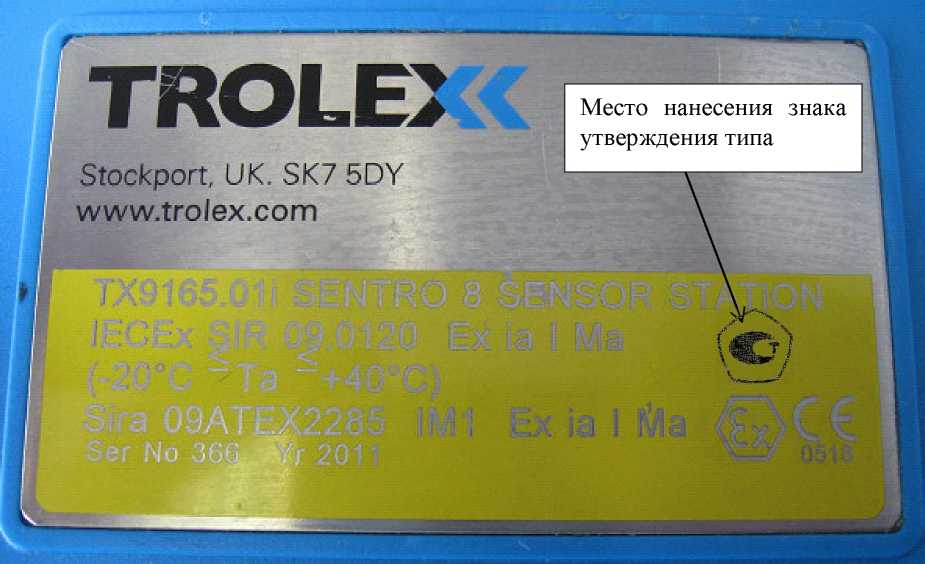 TROLEX
Место нанесения знака
утверждения типа
Stockport, UK. SK7 5DY
www.trolex.com
TX9165.01i SENTRO 8 SENSOR STATION
IECEx SIR 09.0120 Ex ia I Ma
(-20°C ≤ Ta ≤ +40°C)
Sira 09ATEX2285 IM1 Ex ia I Ma
Ser No 366 Yr 2011
Ex CE
0518